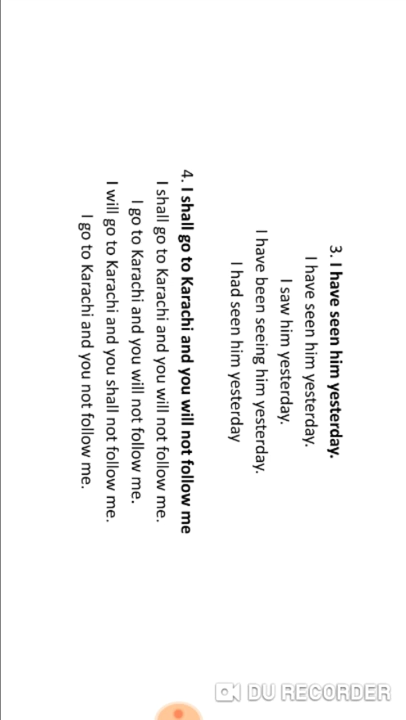 3. I have seen him yesterday.
I have seen him yesterday.
I saw him yesterday.
I have been seeing him yesterday.
I had seen him yesterday
4. I shall go to Karachi and you will not follow me
I shall go to Karachi and you will not follow me.
I go to Karachi and you will not follow me.
I will go to Karachi and you shall not follow me.
I go to Karachi and you not follow me.
DU RECORDER